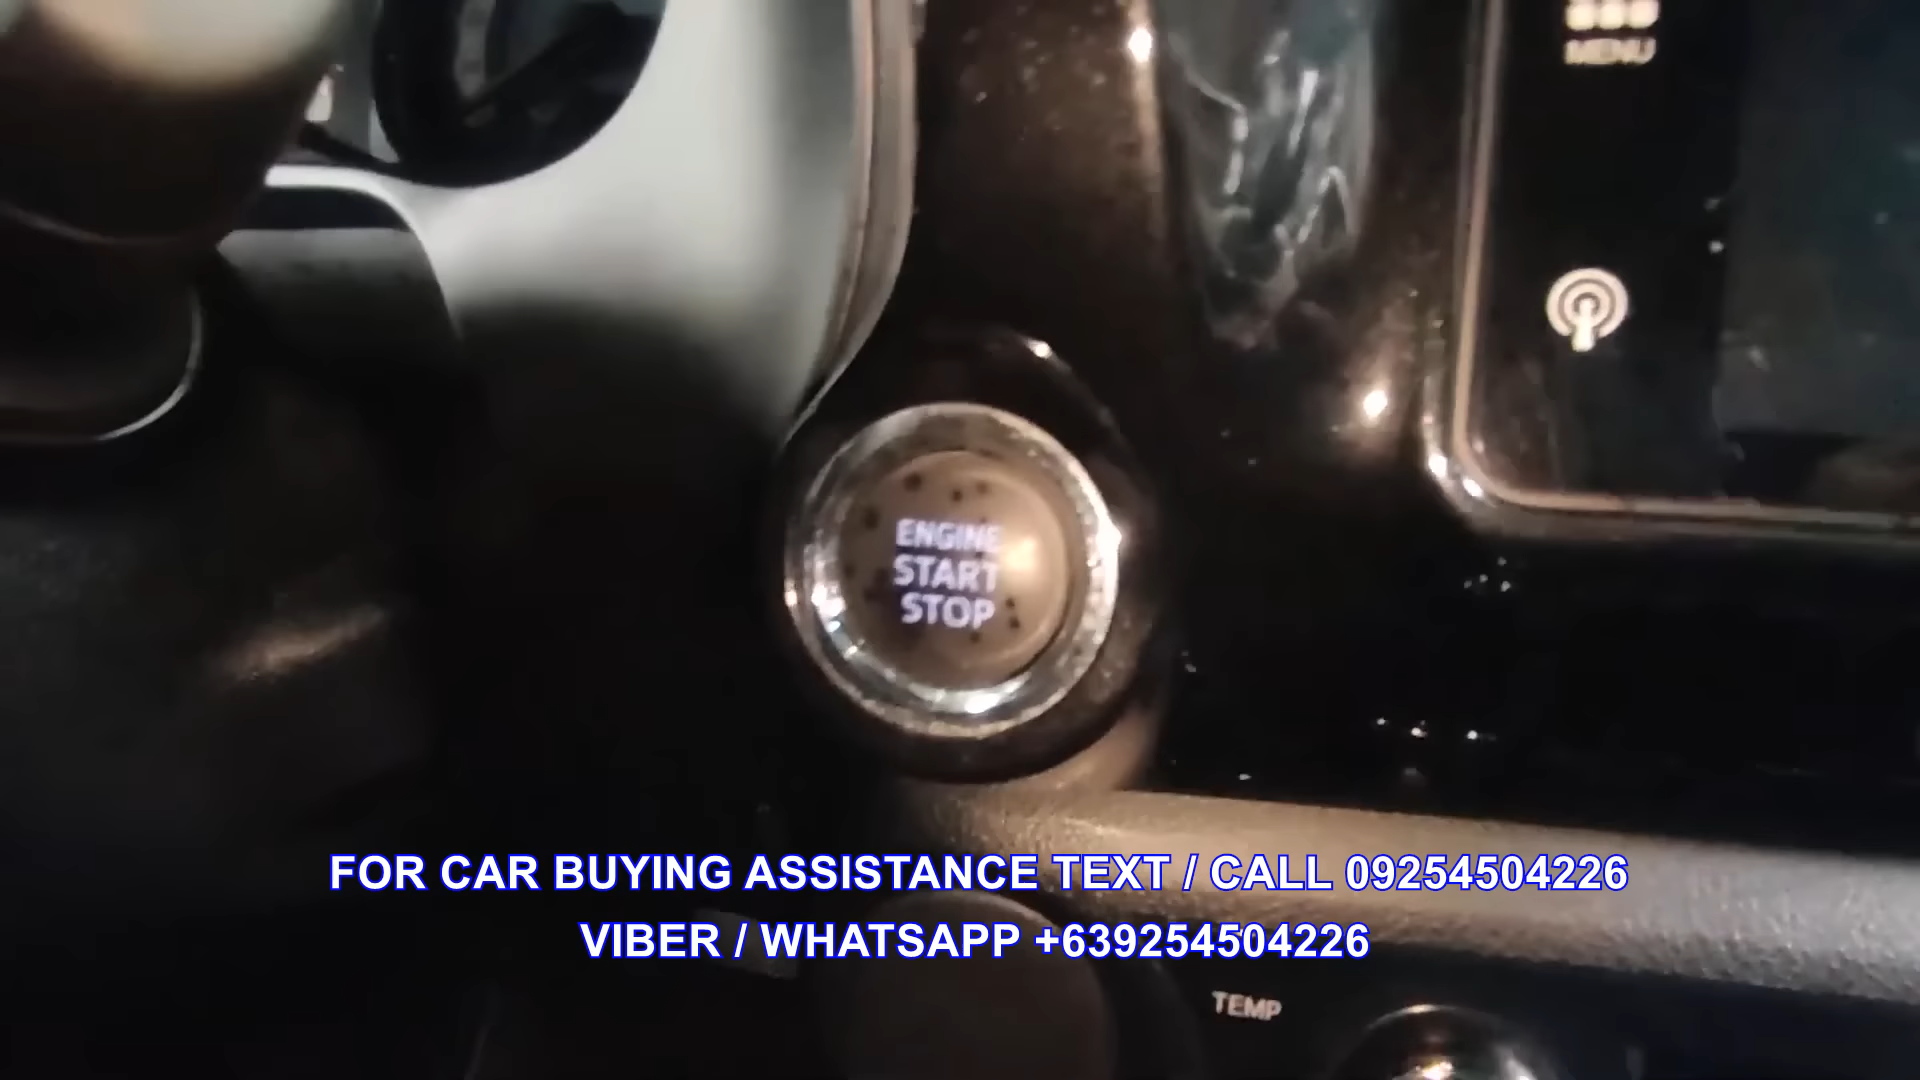 MENU
ENGINE
START
STOP
FOR CAR BUYING ASSISTANCE TEXT / CALL 09254504226
VIBER / WHATSAPP +639254504226
TEMP